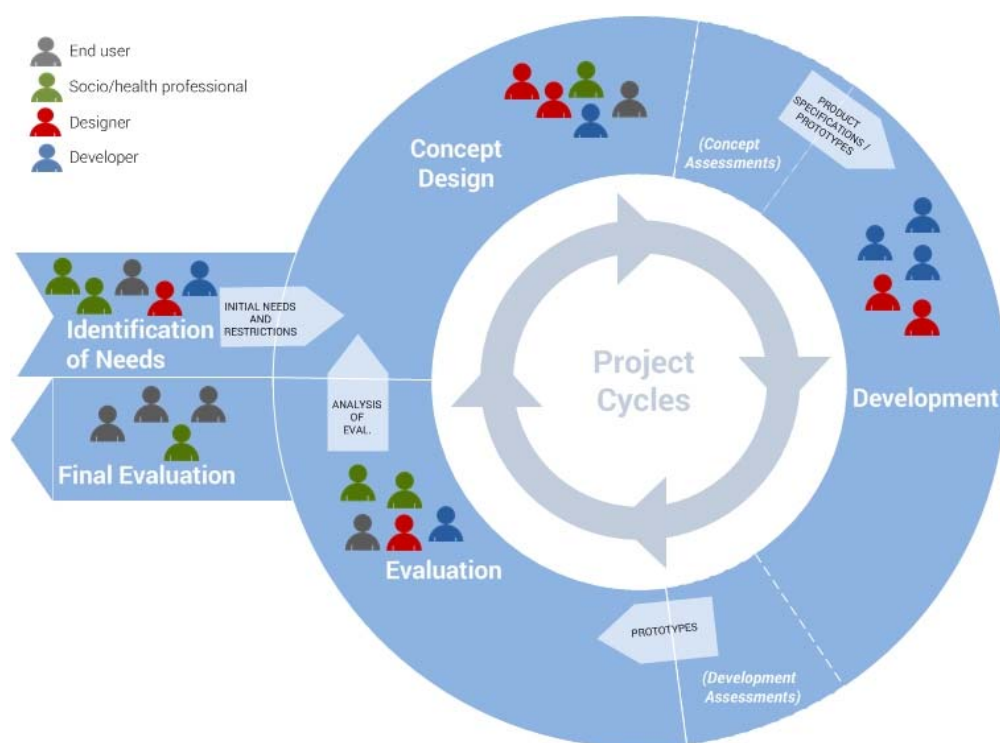 End user
Socio/health professional
Designer
Developer
Concept
Design
(Concept
Assessments)
PRODUCT
SPECIFICATIONS /
PROTOTYPES
Identification
of Needs
INITIAL NEEDS
AND
RESTRICTIONS
Project
Cycles
Development
ANALYSIS
OF
EVAL.
Final Evaluation
Evaluation
PROTOTYPES
(Development
Assessments)